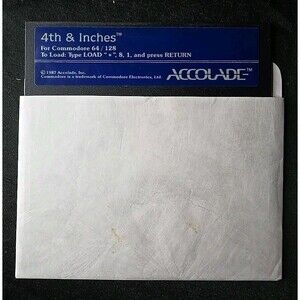 4th & Inches™
For Commodore 64 / 128
To Load: Type LOAD " * ", 8, 1, and press RETURN
© 1987 Accolade, Inc.
Commodore is a trademark of Commodore Electronics, Ltd.
ACCOLADE™